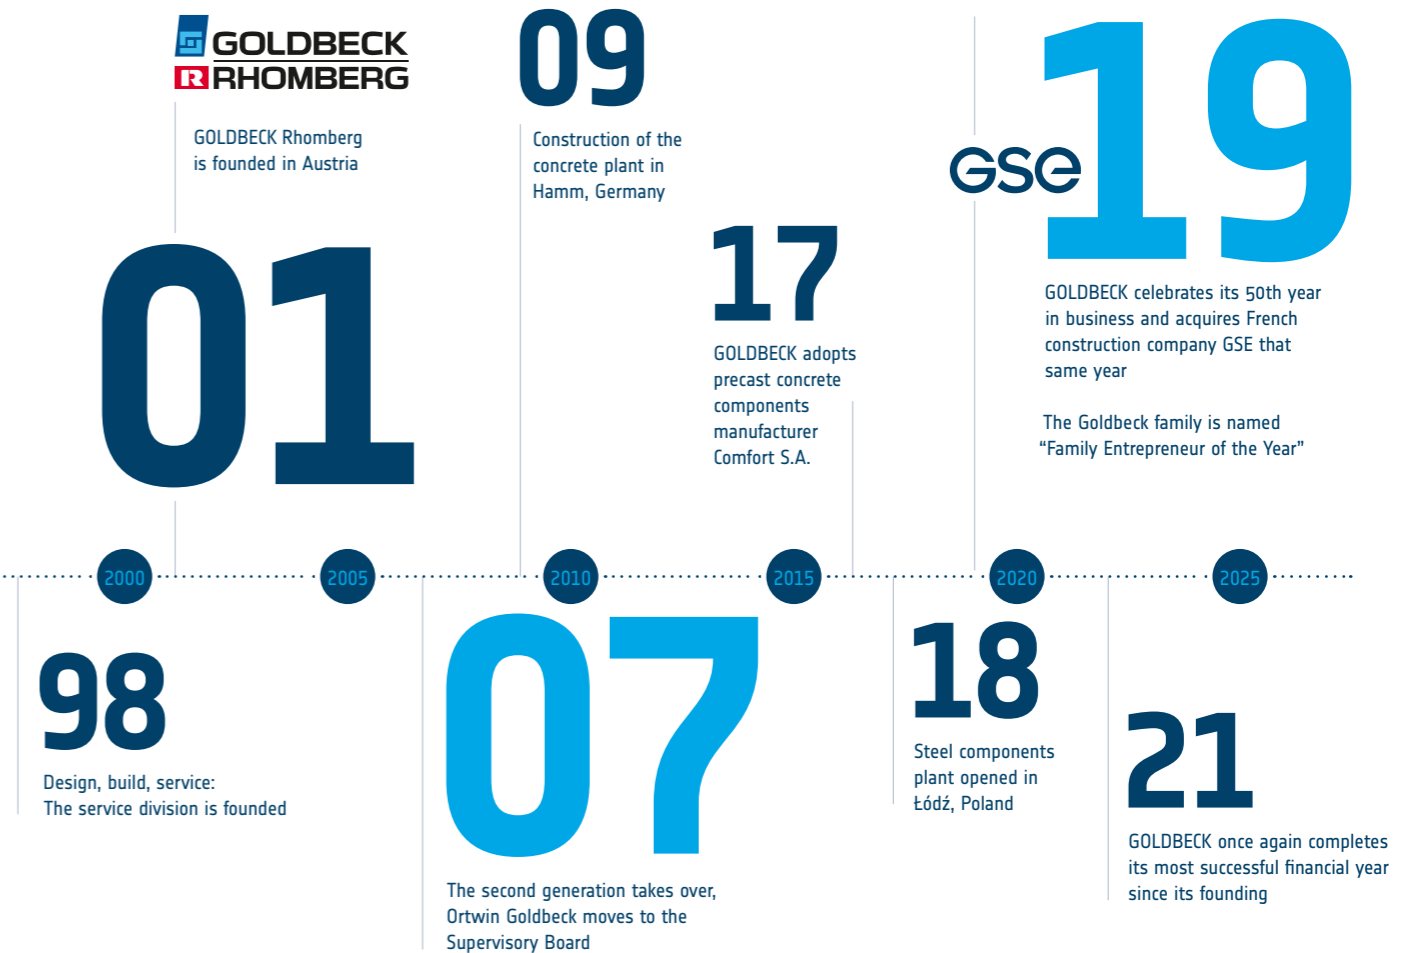 GOLDBECK
RHOMBERG
GOLDBECK Rhomberg
is founded in Austria
01
09
Construction of the
concrete plant in
Hamm, Germany
17
GOLDBECK adopts
precast concrete
components
manufacturer
Comfort S.A.
GSE
19
GOLDBECK celebrates its 50th year
in business and acquires French
construction company GSE that
same year
The Goldbeck family is named
“Family Entrepreneur of the Year”
2000
2005
2010
2015
2020
2025
98
Design, build, service:
The service division is founded
07
The second generation takes over,
Ortwin Goldbeck moves to the
Supervisory Board
18
Steel components
plant opened in
Łódź, Poland
21
GOLDBECK once again completes
its most successful financial year
since its founding